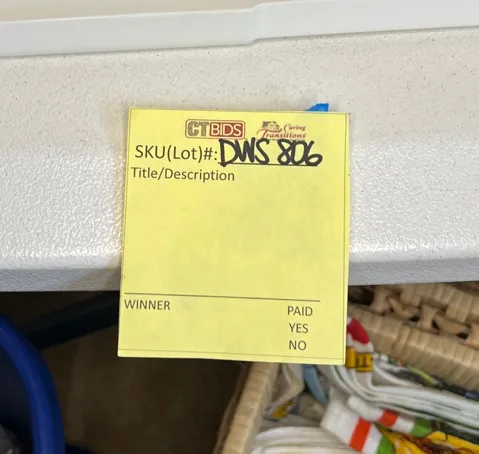 CTBIDS Caring Transitions
SKU(Lot)#: DWS 806
Title/Description
WINNER PAID
YES
NO